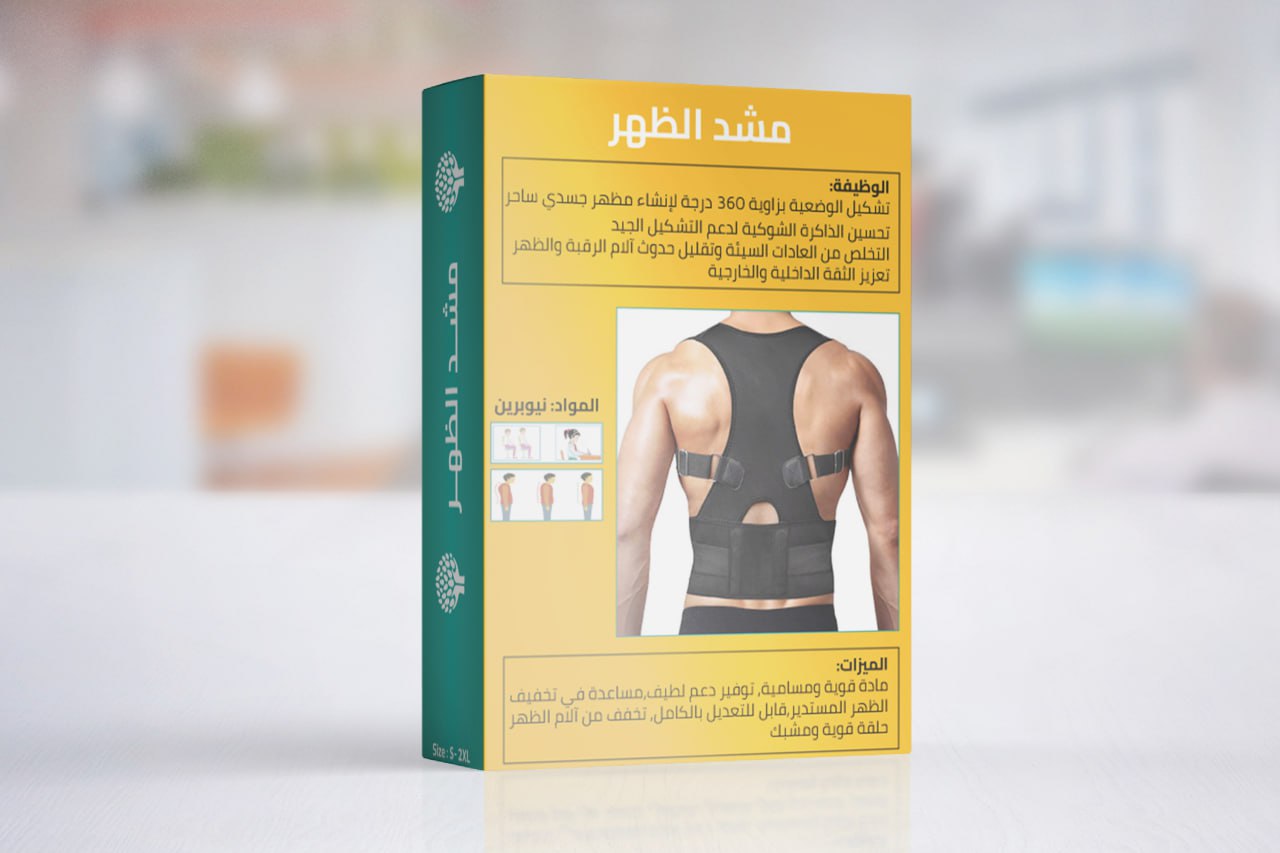 مشد الظهر
الوظيفة:
تشكيل الوضعية بزاوية 360 درجة لإنشاء مظهر جسدي ساحر
تحسين الذاكرة الشوكية لدعم التشكيل الجيد
التخلص من العادات السيئة وتقليل حدوث آلام الرقبة والظهر
تعزيز الثقة الداخلية والخارجية
المواد: نيوبرين
الميزات:
مادة قوية ومسامية, توفير دعم لطيف,مساعدة في تخفيف
الظهر المستدير,قابل للتعديل بالكامل, تخفف من آلام الظهر
حلقة قوية ومشبك
مشـد الظهـر
Size : S- 2XL